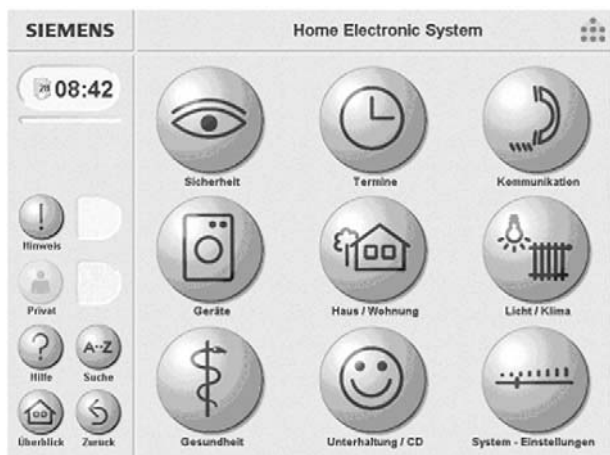 SIEMENS
Home Electronic System
28
08:42
Sicherheit
Termine
Kommunikation
Hinweis
Geräte
Haus / Wohnung
Licht / Klima
Privat
Hilfe
A--Z
Suche
Überblick
Zurück
Gesundheit
Unterhaltung / CD
System - Einstellungen